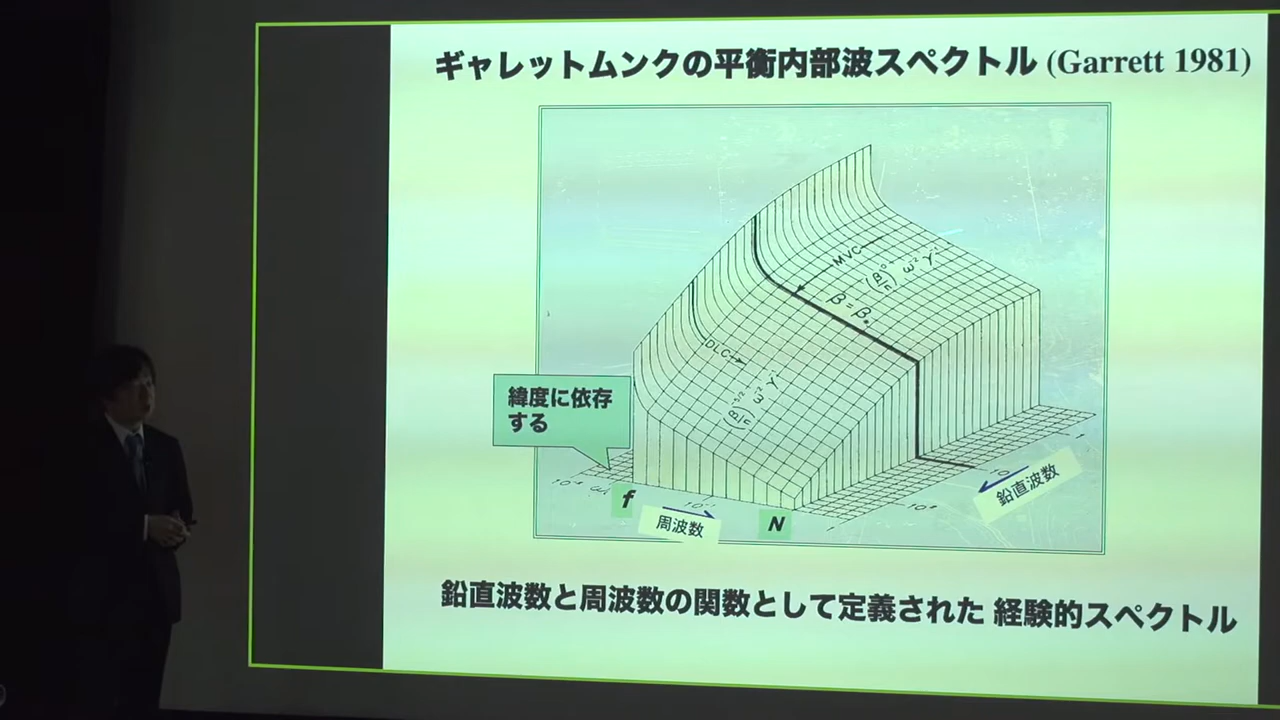 ギャレットムンクの平衡内部波スペクトル (Garrett 1981)
MVC
β = β*
DLC
緯度に依存
する
f
周波数
N
鉛直波数
鉛直波数と周波数の関数として定義された 経験的スペクトル